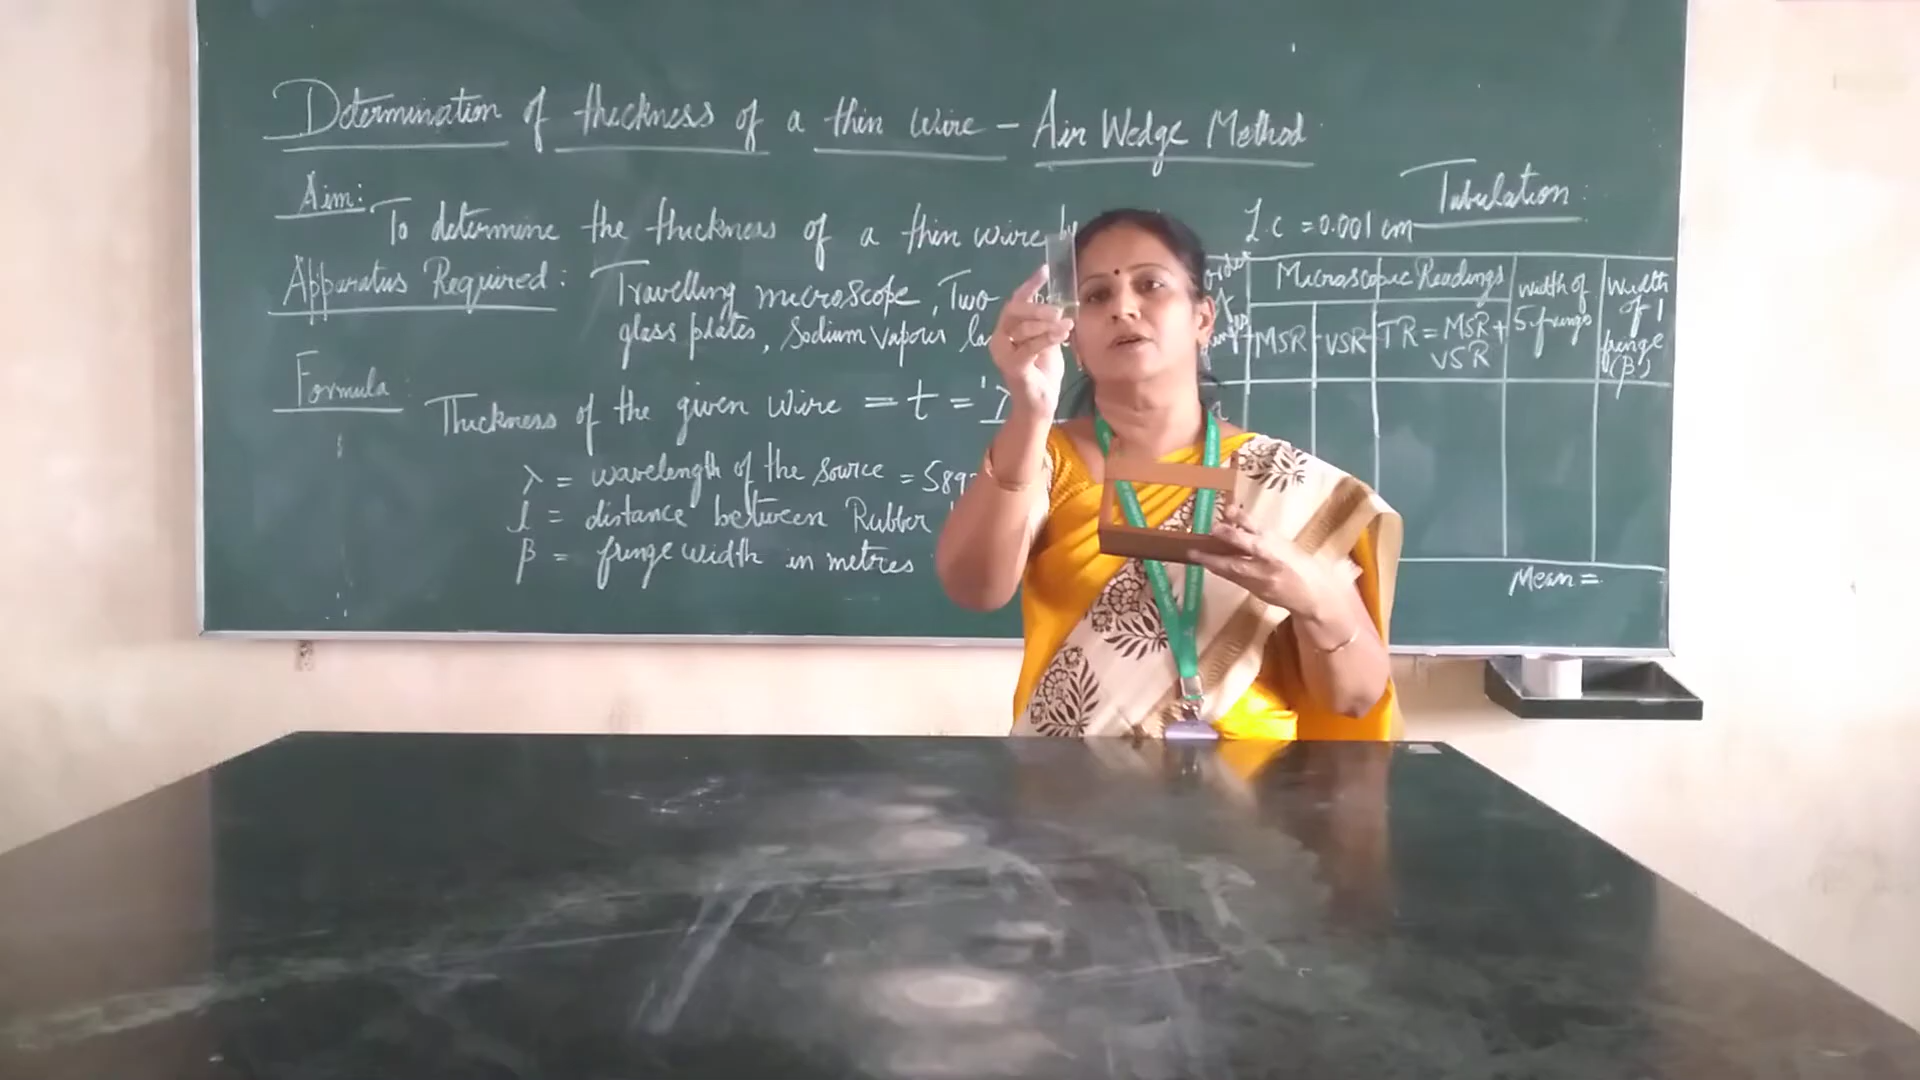 Determination of thickness of a thin wire - Air Wedge Method
Aim:
To determine the thickness of a thin wire by
Apparatus Required: Travelling microscope, Two
glass plates, Sodium vapour
Formula
Thickness of the given wire = t = λ
λ = wavelength of the source = 589
l = distance between Rubber
β = fringe width in metres
Tabulation:
L.C = 0.001 cm
order
Microscopic Readings
width of
5 fringes
Width
of 1
fringe
(β)
MSR
VSR
TR = MSR+
VSR
Mean =